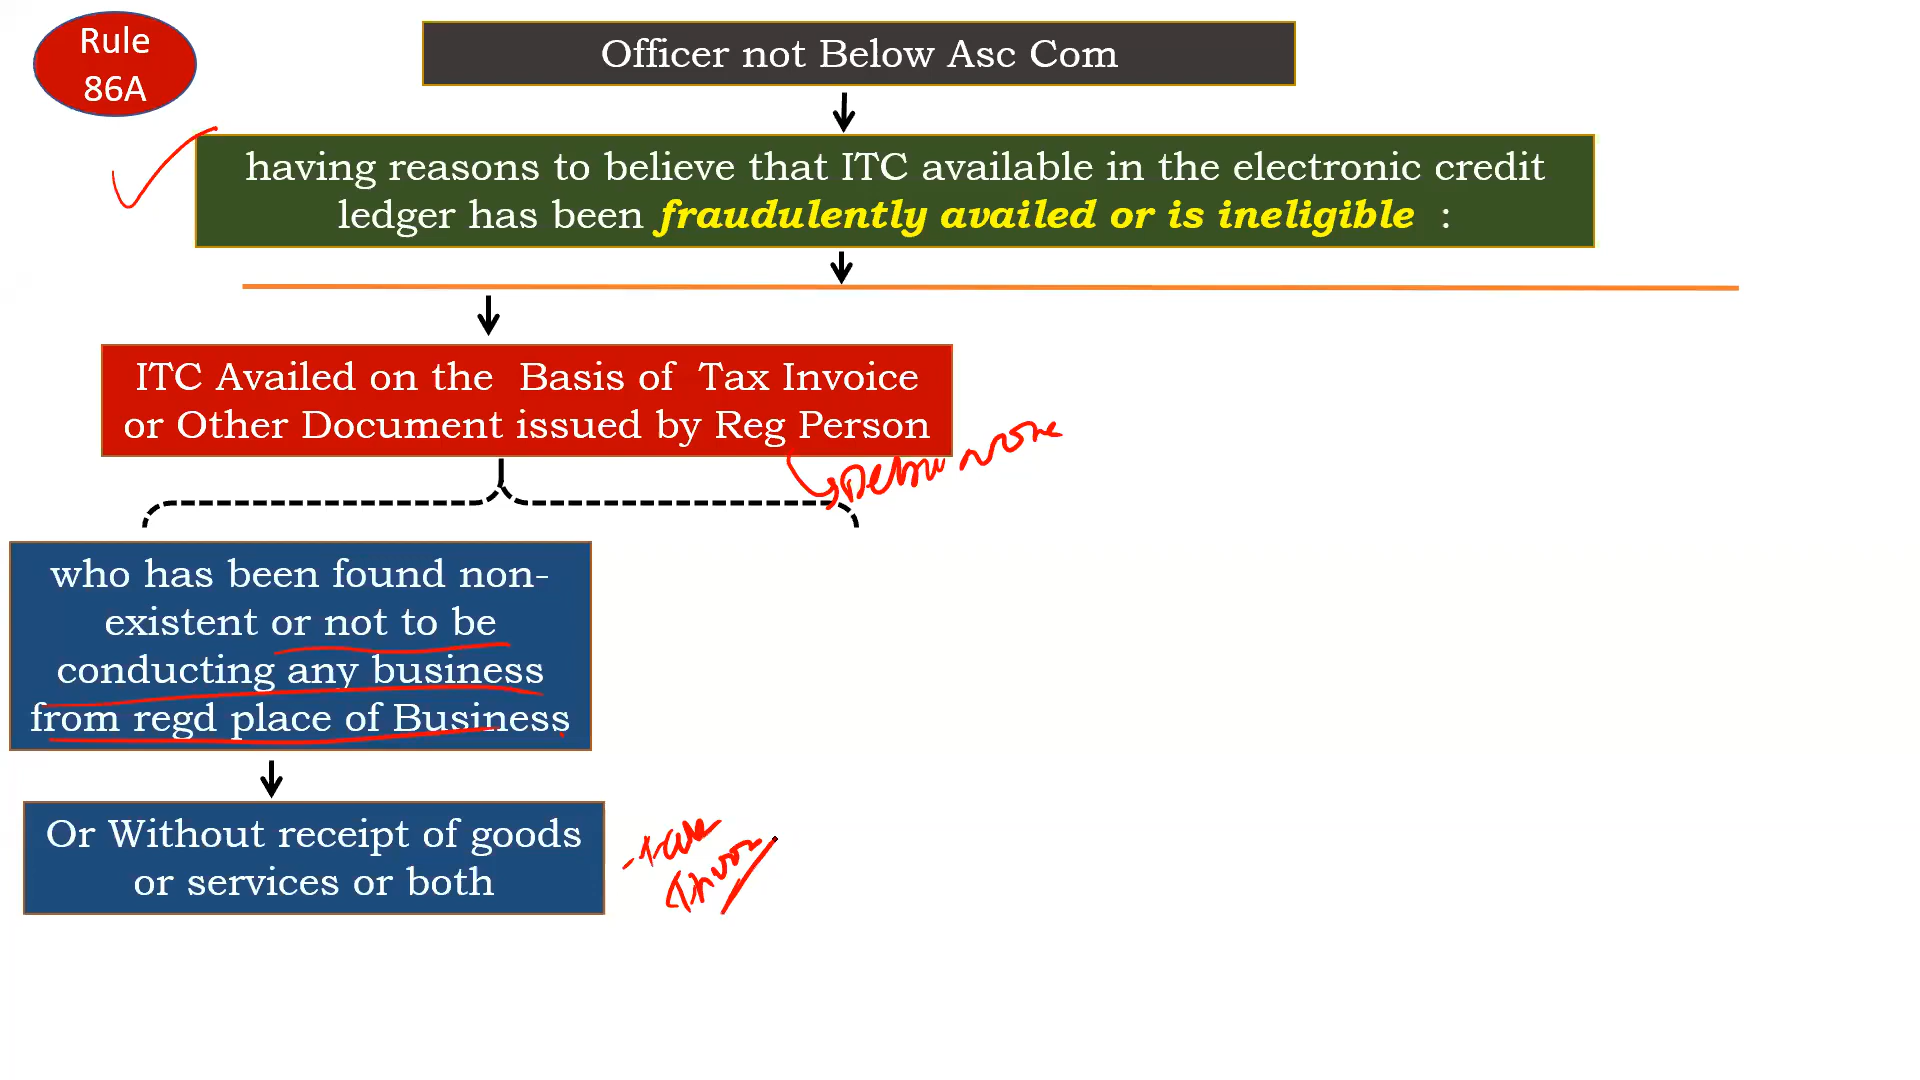 Rule
86A
Officer not Below Asc Com
having reasons to believe that ITC available in the electronic credit
ledger has been fraudulently availed or is ineligible :
ITC Availed on the Basis of Tax Invoice
or Other Document issued by Reg Person
who has been found non-
existent or not to be
conducting any business
from regd place of Business
Or Without receipt of goods
or services or both